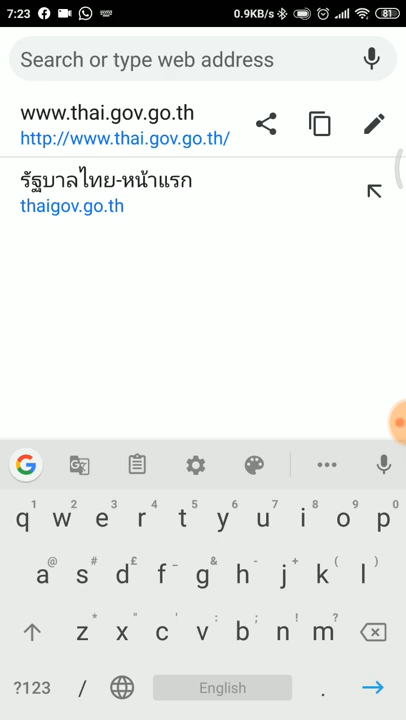 7:23 0.9KB/s 81
Search or type web address
www.thai.gov.go.th
http://www.thai.gov.go.th/
รัฐบาลไทย-หน้าแรก
thaigov.go.th
1 2 3 4 5 6 7 8 9 0
q w e r t y u i o p
@ # £ _ & - + ( )
a s d f g h j k l
* " ' : ; ! ?
z x c v b n m
?123 / English .